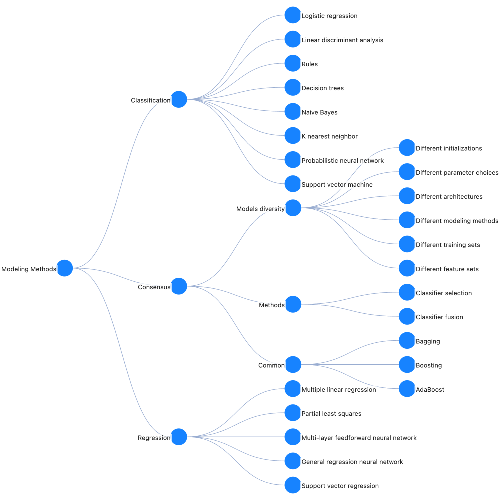 Modeling Methods
Classification
Logistic regression
Linear discriminant analysis
Rules
Decision trees
Naive Bayes
K nearest neighbor
Probabilistic neural network
Support vector machine
Consensus
Models diversity
Different initializations
Different parameter choices
Different architectures
Different modeling methods
Different training sets
Different feature sets
Methods
Classifier selection
Classifier fusion
Common
Bagging
Boosting
AdaBoost
Regression
Multiple linear regression
Partial least squares
Multi-layer feedforward neural network
General regression neural network
Support vector regression